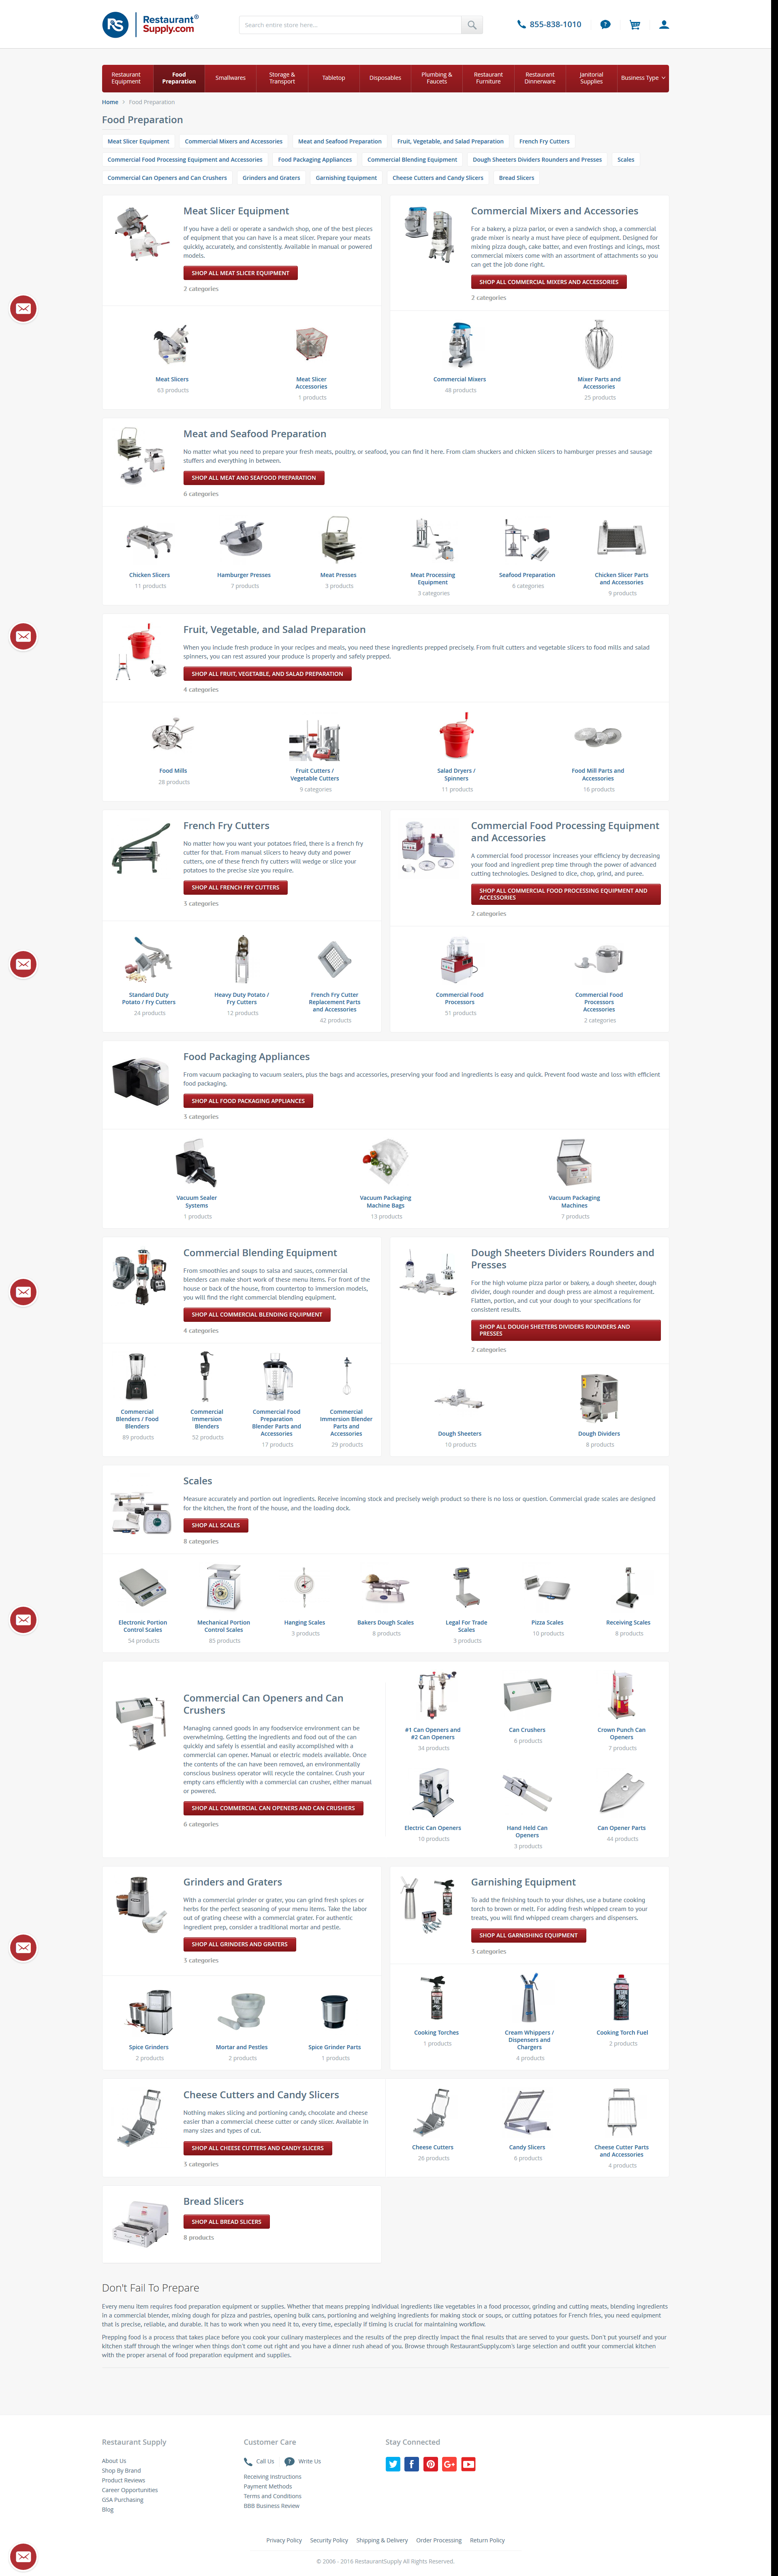 RS Restaurant Supply.com
Search entire store here...
855-838-1010
Restaurant Equipment
Food Preparation
Smallwares
Storage & Transport
Tabletop
Disposables
Plumbing & Faucets
Restaurant Furniture
Restaurant Dinnerware
Janitorial Supplies
Business Type
Home > Food Preparation
Food Preparation
Meat Slicer Equipment Commercial Mixers and Accessories Meat and Seafood Preparation Fruit, Vegetable, and Salad Preparation French Fry Cutters
Commercial Food Processing Equipment and Accessories Food Packaging Appliances Commercial Blending Equipment Dough Sheeters Dividers Rounders and Presses Scales
Commercial Can Openers and Can Crushers Grinders and Graters Garnishing Equipment Cheese Cutters and Candy Slicers Bread Slicers
Meat Slicer Equipment
If you have a deli or operate a sandwich shop, one of the best pieces
of equipment that you can have is a meat slicer. Prepare your meats
quickly, accurately, and consistently. Available in manual or powered
models.
SHOP ALL MEAT SLICER EQUIPMENT
2 categories
Meat Slicers
63 products
Meat Slicer
Accessories
1 products
Commercial Mixers and Accessories
For a bakery, a pizza parlor, or even a sandwich shop, a commercial
grade mixer is nearly a must have piece of equipment. Designed for
mixing pizza dough, cake batter, and even frostings and icings, most
commercial mixers come with an assortment of attachments so you
can get the job done right.
SHOP ALL COMMERCIAL MIXERS AND ACCESSORIES
2 categories
Commercial Mixers
48 products
Mixer Parts and
Accessories
25 products
Meat and Seafood Preparation
No matter what you need to prepare your fresh meats, poultry, or seafood, you can find it here. From clam shuckers and chicken slicers to hamburger presses and sausage
stuffers and everything in between.
SHOP ALL MEAT AND SEAFOOD PREPARATION
6 categories
Chicken Slicers
11 products
Hamburger Presses
7 products
Meat Presses
3 products
Meat Processing
Equipment
3 categories
Seafood Preparation
6 categories
Chicken Slicer Parts
and Accessories
9 products
Fruit, Vegetable, and Salad Preparation
When you include fresh produce in your recipes and meals, you need these ingredients prepped precisely. From fruit cutters and vegetable slicers to food mills and salad
spinners, you can rest assured your produce is properly and safely prepped.
SHOP ALL FRUIT, VEGETABLE, AND SALAD PREPARATION
4 categories
Food Mills
28 products
Fruit Cutters /
Vegetable Cutters
9 categories
Salad Dryers /
Spinners
11 products
Food Mill Parts and
Accessories
16 products
French Fry Cutters
No matter how you want your potatoes fried, there is a french fry
cutter for that. From manual slicers to heavy duty and power
cutters, one of these french fry cutters will wedge or slice your
potatoes to the precise size you require.
SHOP ALL FRENCH FRY CUTTERS
3 categories
Standard Duty
Potato / Fry Cutters
24 products
Heavy Duty Potato /
Fry Cutters
12 products
French Fry Cutter
Replacement Parts
and Accessories
42 products
Commercial Food Processing Equipment
and Accessories
A commercial food processor increases your efficiency by decreasing
your food and ingredient prep time through the power of advanced
cutting technologies. Designed to dice, chop, grind, and puree.
SHOP ALL COMMERCIAL FOOD PROCESSING EQUIPMENT AND
ACCESSORIES
2 categories
Commercial Food
Processors
51 products
Commercial Food
Processors
Accessories
2 categories
Food Packaging Appliances
From vacuum packaging to vacuum sealers, plus the bags and accessories, preserving your food and ingredients is easy and quick. Prevent food waste and loss with efficient
food packaging.
SHOP ALL FOOD PACKAGING APPLIANCES
3 categories
Vacuum Sealer
Systems
1 products
Vacuum Packaging
Machine Bags
13 products
Vacuum Packaging
Machines
7 products
Commercial Blending Equipment
From smoothies and soups to salsa and sauces, commercial
blenders can make short work of these menu items. For front of the
house or back of the house, from countertop to immersion models,
you will find the right commercial blending equipment.
SHOP ALL COMMERCIAL BLENDING EQUIPMENT
4 categories
Commercial
Blenders / Food
Blenders
89 products
Commercial
Immersion
Blenders
52 products
Commercial Food
Preparation
Blender Parts and
Accessories
17 products
Commercial
Immersion Blender
Parts and
Accessories
29 products
Dough Sheeters Dividers Rounders and
Presses
For the high volume pizza parlor or bakery, a dough sheeter, dough
divider, dough rounder and dough press are almost a requirement.
Flatten, portion, and cut your dough to your specifications for
consistent results.
SHOP ALL DOUGH SHEETERS DIVIDERS ROUNDERS AND
PRESSES
2 categories
Dough Sheeters
10 products
Dough Dividers
8 products
Scales
Measure accurately and portion out ingredients. Receive incoming stock and precisely weigh product so there is no loss or question. Commercial grade scales are designed
for the kitchen, the front of the house, and the loading dock.
SHOP ALL SCALES
8 categories
Electronic Portion
Control Scales
54 products
Mechanical Portion
Control Scales
85 products
Hanging Scales
3 products
Bakers Dough Scales
8 products
Legal For Trade
Scales
3 products
Pizza Scales
10 products
Receiving Scales
8 products
Commercial Can Openers and Can
Crushers
Managing canned goods in any foodservice environment can be
overwhelming. Getting the ingredients and food out of the can
quickly and safely is essential and easily accomplished with a
commercial can opener. Manual or electric models available. Once
the contents of the can have been removed, an environmentally
conscious business operator will recycle the container. Crush your
empty cans efficiently with a commercial can crusher, either manual
or powered.
SHOP ALL COMMERCIAL CAN OPENERS AND CAN CRUSHERS
6 categories
#1 Can Openers and
#2 Can Openers
34 products
Can Crushers
6 products
Crown Punch Can
Openers
7 products
Electric Can Openers
10 products
Hand Held Can
Openers
3 products
Can Opener Parts
44 products
Grinders and Graters
With a commercial grinder or grater, you can grind fresh spices or
herbs for the perfect seasoning of your menu items. Take the labor
out of grating cheese with a commercial grater. For authentic
ingredient prep, consider a traditional mortar and pestle.
SHOP ALL GRINDERS AND GRATERS
3 categories
Spice Grinders
2 products
Mortar and Pestles
2 products
Spice Grinder Parts
1 products
Garnishing Equipment
To add the finishing touch to your dishes, use a butane cooking
torch to brown or melt. For adding fresh whipped cream to your
treats, you will find whipped cream chargers and dispensers.
SHOP ALL GARNISHING EQUIPMENT
3 categories
Cooking Torches
1 products
Cream Whippers /
Dispensers and
Chargers
4 products
Cooking Torch Fuel
2 products
Cheese Cutters and Candy Slicers
Nothing makes slicing and portioning candy, chocolate and cheese
easier than a commercial cheese cutter or candy slicer. Available in
many sizes and types of cut.
SHOP ALL CHEESE CUTTERS AND CANDY SLICERS
3 categories
Cheese Cutters
26 products
Candy Slicers
6 products
Cheese Cutter Parts
and Accessories
4 products
Bread Slicers
SHOP ALL BREAD SLICERS
8 products
Don't Fail To Prepare
Every menu item requires food preparation equipment or supplies. Whether that means prepping individual ingredients like vegetables in a food processor, grinding and cutting meats, blending ingredients
in a commercial blender, mixing dough for pizza and pastries, opening bulk cans, portioning and weighing ingredients for making stock or soups, or cutting potatoes for French fries, you need equipment
that is precise, reliable, and durable. It has to work when you need it to, every time, especially if timing is crucial for maintaining workflow.
Prepping food is a process that takes place before you cook your culinary masterpieces and the results of the prep directly impact the final results that are served to your guests. Don't put yourself and your
kitchen staff through the wringer when things don't come out right and you have a dinner rush ahead of you. Browse through RestaurantSupply.com's large selection and outfit your commercial kitchen
with the proper arsenal of food preparation equipment and supplies.
Restaurant Supply
About Us
Shop By Brand
Product Reviews
Career Opportunities
GSA Purchasing
Blog
Customer Care
Call Us Write Us
Receiving Instructions
Payment Methods
Terms and Conditions
BBB Business Review
Stay Connected
Privacy Policy Security Policy Shipping & Delivery Order Processing Return Policy
© 2006 - 2016 RestaurantSupply All Rights Reserved.